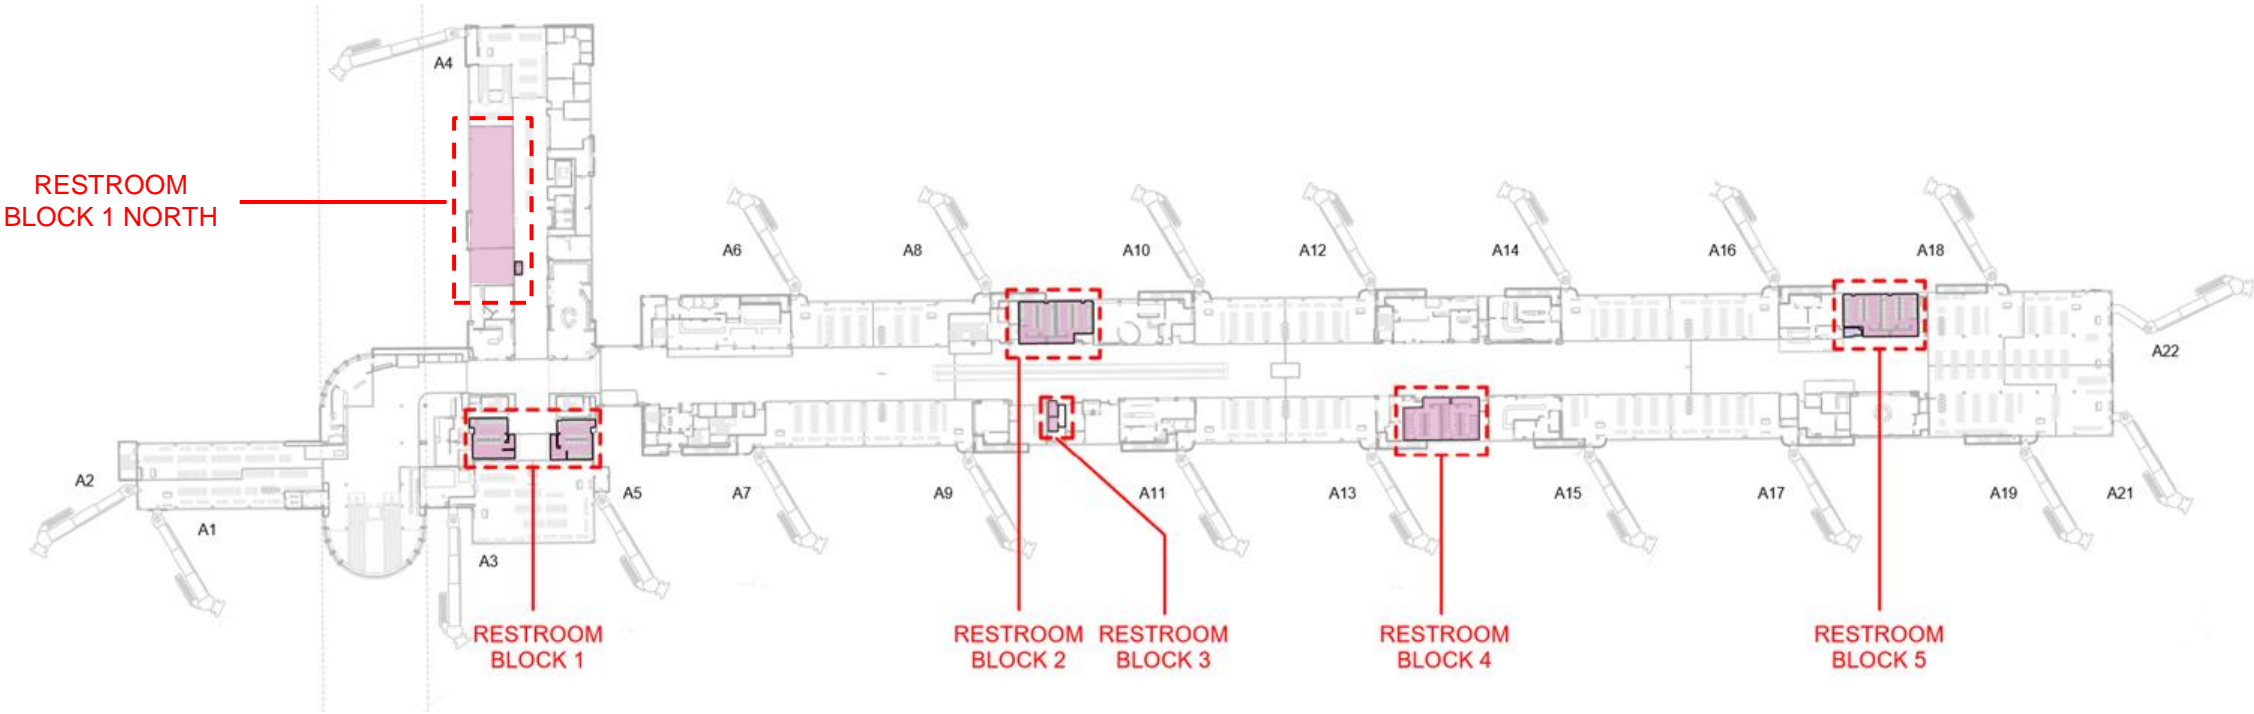 A4
RESTROOM
BLOCK 1 NORTH
A6
A8
A10
A12
A14
A16
A18
A22
A2
A1
A3
A5
A7
A9
A11
A13
A15
A17
A19
A21
RESTROOM
BLOCK 1
RESTROOM
BLOCK 2
RESTROOM
BLOCK 3
RESTROOM
BLOCK 4
RESTROOM
BLOCK 5